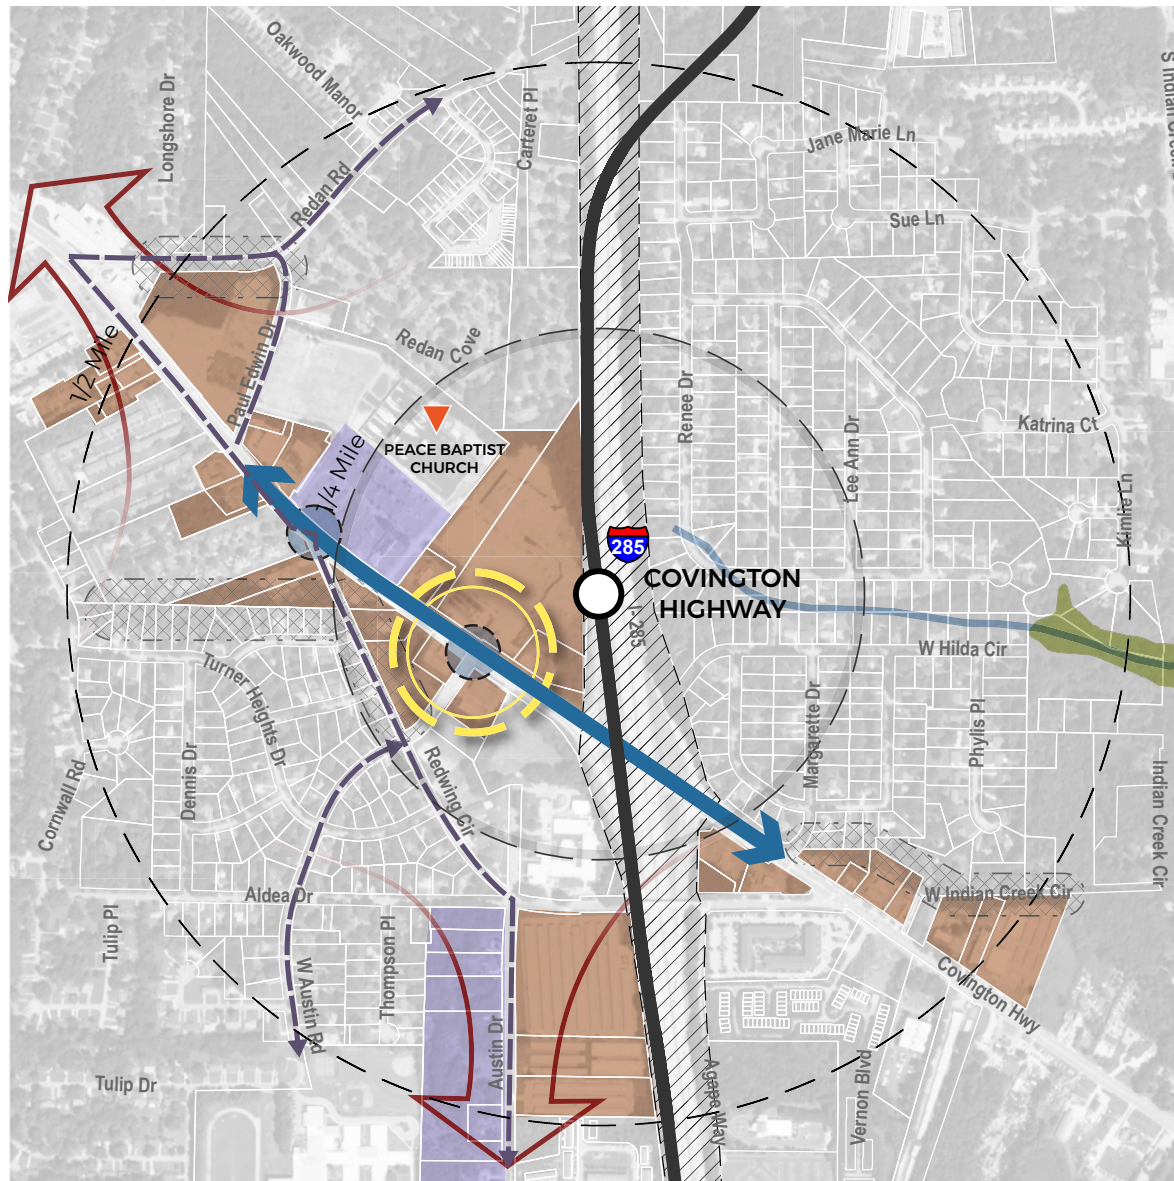 Oakwood Manor
Longshore Dr
Carteret Pl
S Indian Creek
Jane Marie Ln
Redan Rd
Sue Ln
1/2 Mile
Paul Edwin Dr
Redan Cove
Renee Dr
Lee Ann Dr
Katrina Ct
PEACE BAPTIST
CHURCH
1/4 Mile
Kimlie Ln
285
COVINGTON
HIGHWAY
I-285
W Hilda Cir
Turner Heights Dr
Margarette Dr
Phylis Pl
Dennis Dr
Cornwall Rd
Redwing Cir
Indian Creek Cir
Aldea Dr
W Indian Creek Cir
Tulip Pl
Thompson Pl
W Austin Rd
Covington Hwy
Austin Dr
Tulip Dr
Agape Way
Vernon Blvd